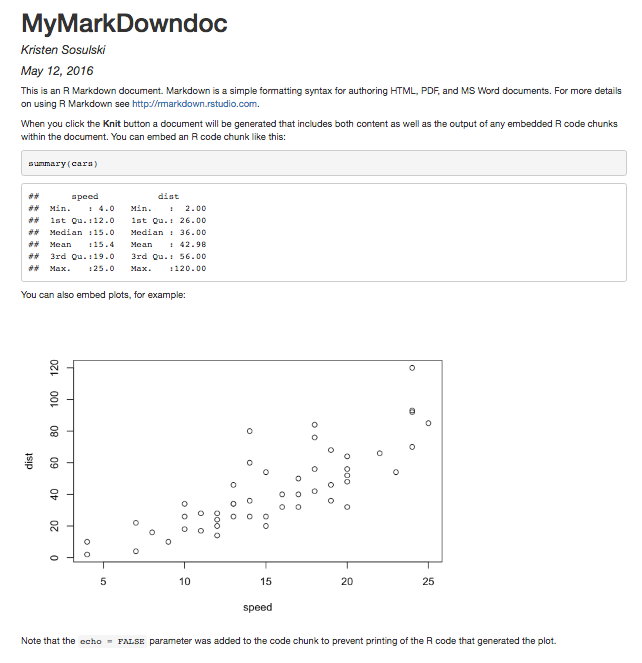 MyMarkDowndoc
Kristen Sosulski
May 12, 2016
This is an R Markdown document. Markdown is a simple formatting syntax for authoring HTML, PDF, and MS Word documents. For more details
on using R Markdown see http://rmarkdown.rstudio.com.
When you click the Knit button a document will be generated that includes both content as well as the output of any embedded R code chunks
within the document. You can embed an R code chunk like this:
summary(cars)
##      speed           dist
## Min.   : 4.0   Min.   :  2.00
## 1st Qu.:12.0   1st Qu.: 26.00
## Median :15.0   Median : 36.00
## Mean   :15.4   Mean   : 42.98
## 3rd Qu.:19.0   3rd Qu.: 56.00
## Max.   :25.0   Max.   :120.00
You can also embed plots, for example:
120
100
80
60
40
20
0
dist
5 10 15 20 25
speed
Note that the echo = FALSE parameter was added to the code chunk to prevent printing of the R code that generated the plot.